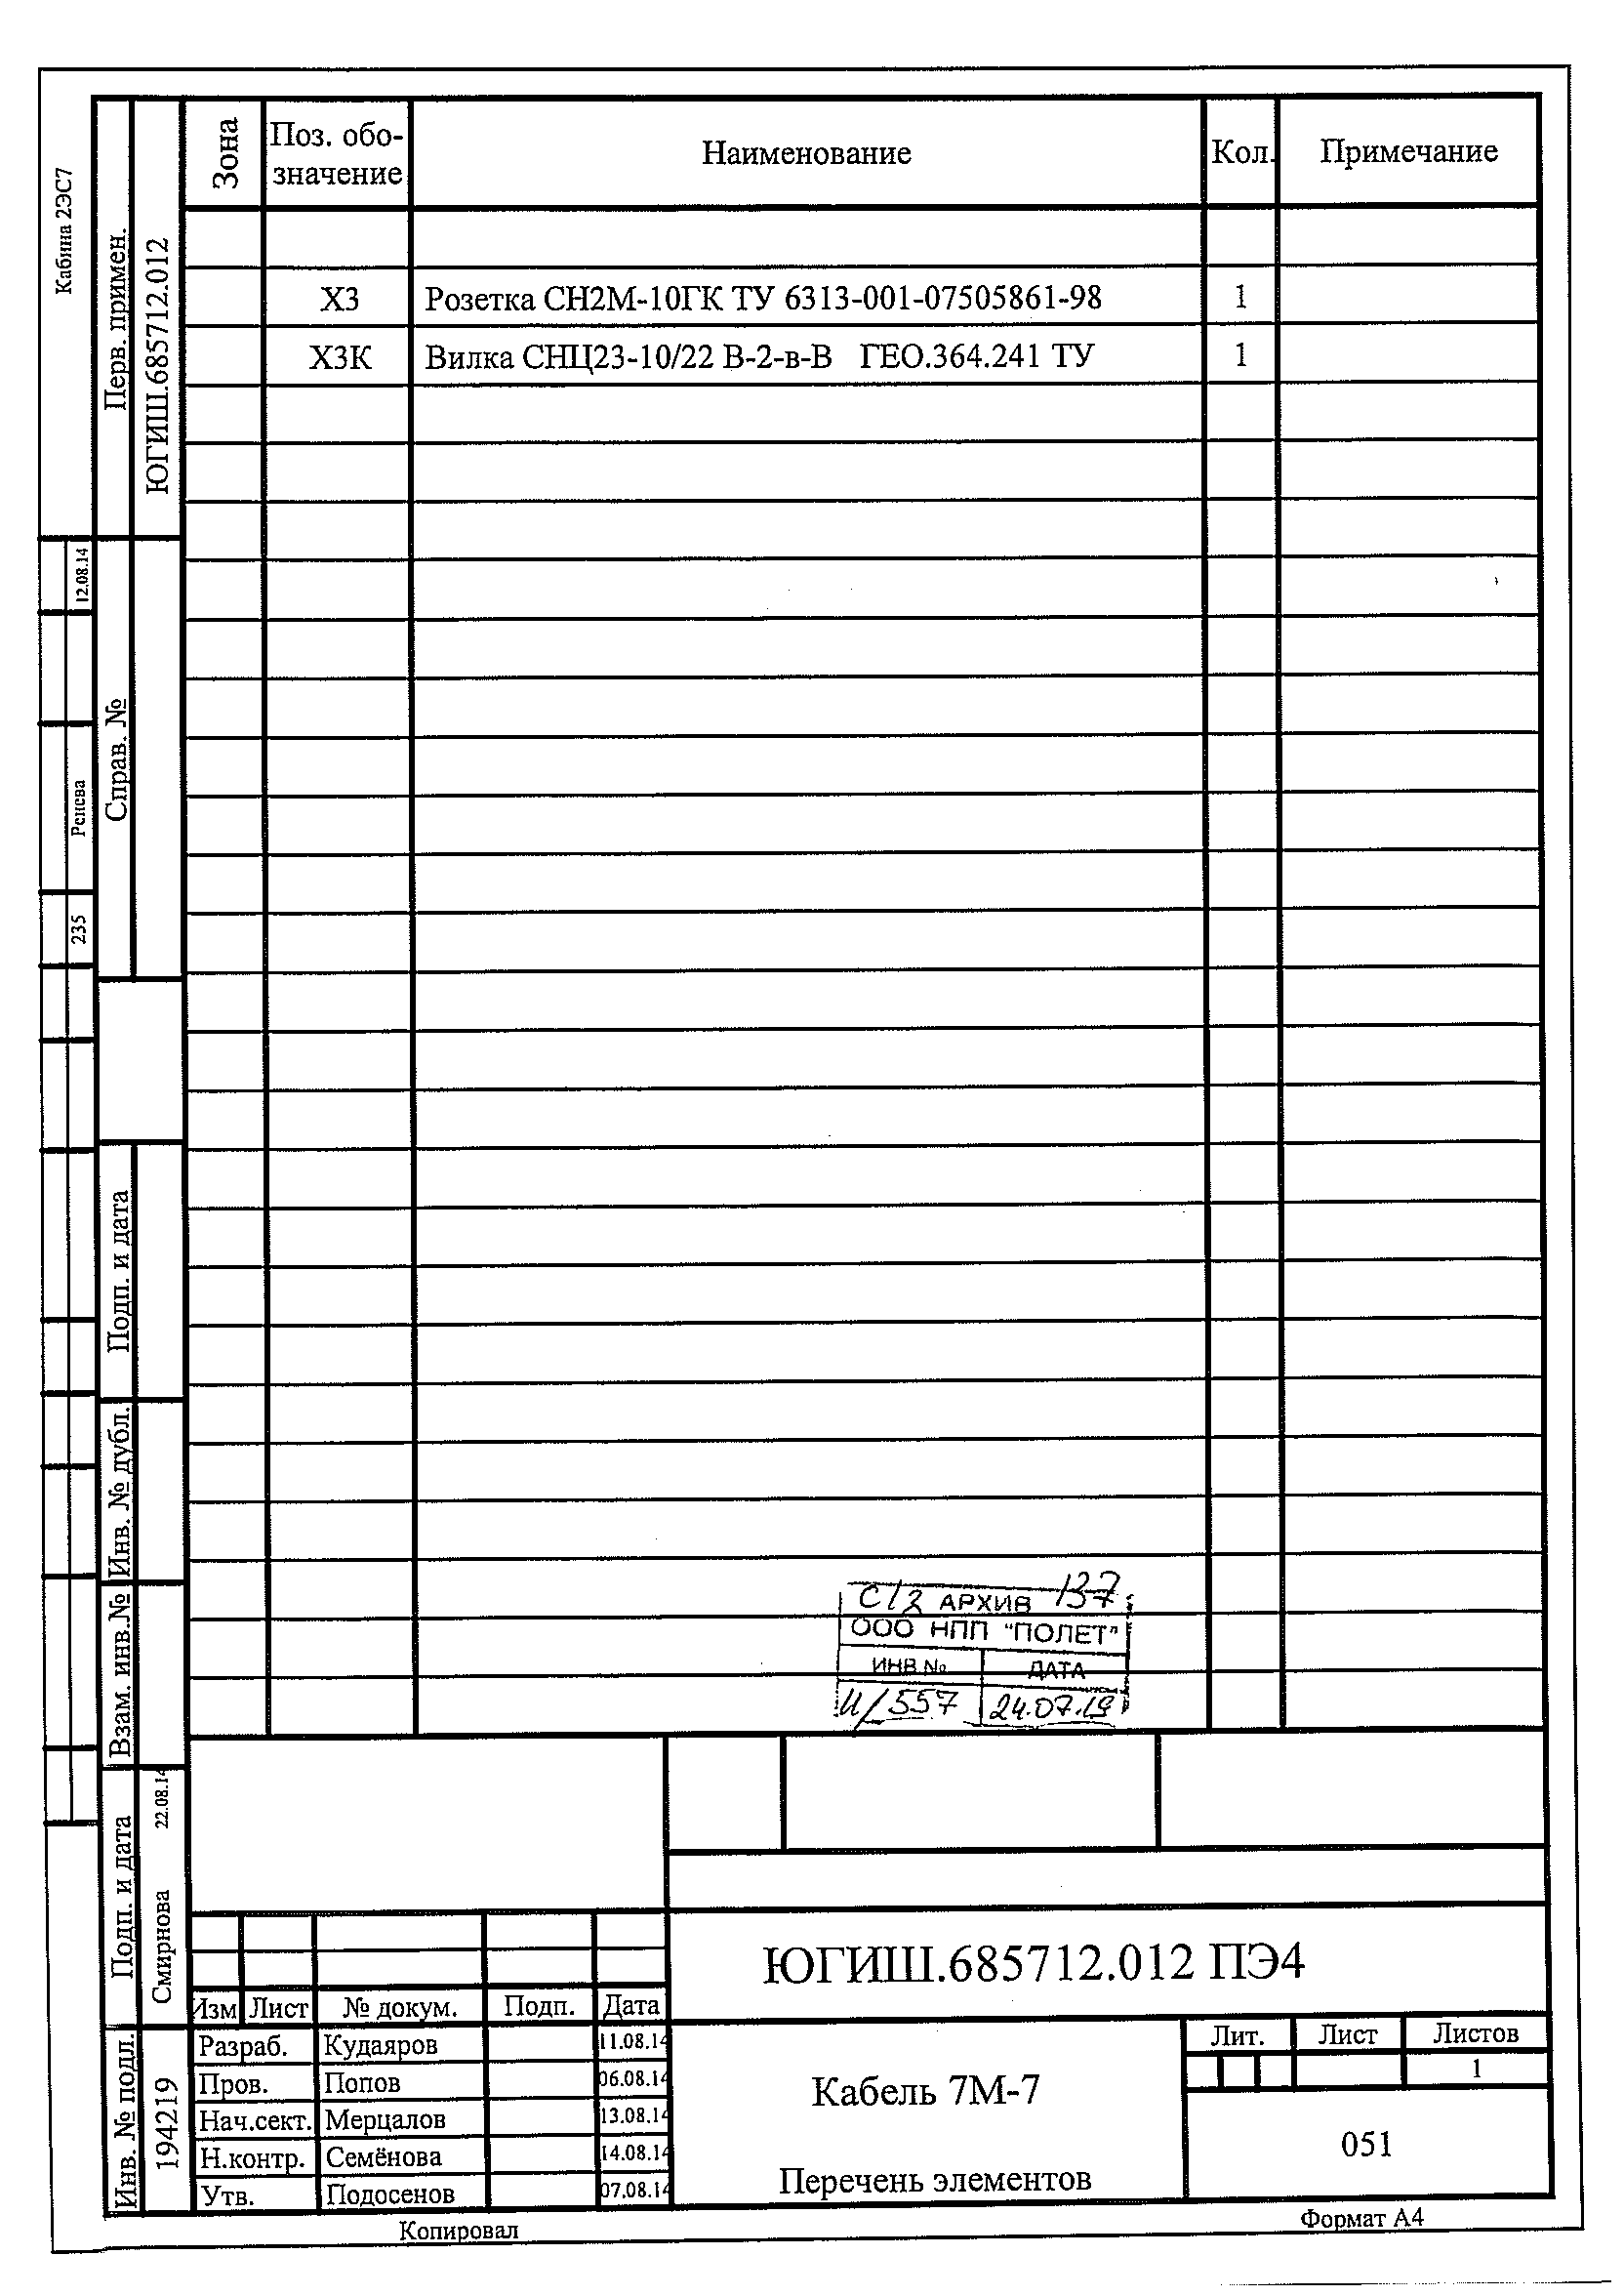 Кабина 2ЭС7
Перв. примен.
ЮГИШ.685712.012
Справ. №
12.08.14
235
Подп. и дата
Инв. № дубл.
Взам. инв.№
Подп. и дата
Смирнова 22.08.14
Инв. № подл.
194219
Зона
Поз. обо-
значение
Наименование
Кол.
Примечание
Х3 Розетка СН2М-10ГК ТУ 6313-001-07505861-98 1
Х3К Вилка СНЦ23-10/22 В-2-в-В ГЕО.364.241 ТУ 1
С/2 АРХИВ 137
ООО НПП "ПОЛЕТ"
ИНВ № ДАТА
И/557 24.07.19
ЮГИШ.685712.012 ПЭ4
Изм Лист № докум. Подп. Дата
Разраб. Кудаяров 11.08.14
Пров. Попов 06.08.14
Нач.сект. Мерцалов 13.08.14
Н.контр. Семёнова 14.08.14
Утв. Подосенов 07.08.14
Кабель 7М-7
Перечень элементов
Лит. Лист Листов
1
051
Копировал
Формат А4